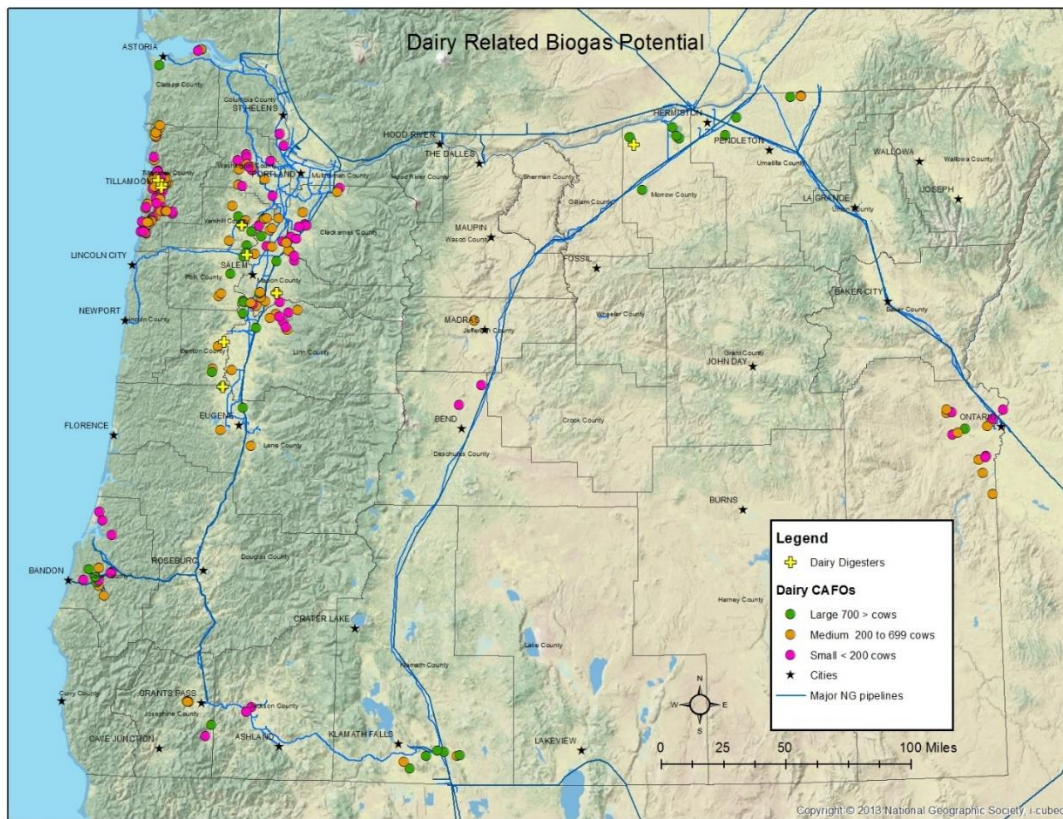 Dairy Related Biogas Potential
ASTORIA
Clatsop County
Columbia County
ST HELENS
HOOD RIVER
THE DALLES
HERMISTON
PENDLETON
Umatilla County
WALLOWA
Wallowa County
JOSEPH
LA GRANDE
Union County
TILLAMOOK
Washington County
PORTLAND
Multnomah County
Hood River County
Sherman County
Gilliam County
Morrow County
Yamhill County
Clackamas County
MAUPIN
Wasco County
LINCOLN CITY
SALEM
Polk County
Marion County
FOSSIL
BAKER CITY
Baker County
NEWPORT
Lincoln County
MADRAS
Jefferson County
Wheeler County
Benton County
Linn County
Grant County
JOHN DAY
FLORENCE
EUGENE
Lane County
BEND
Crook County
Deschutes County
ONTARIO
BURNS
BANDON
ROSEBURG
Douglas County
Harney County
CRATER LAKE
Lake County
Klamath County
Curry County
GRANTS PASS
Josephine County
Jackson County
CAVE JUNCTION
ASHLAND
KLAMATH FALLS
LAKEVIEW
Legend
Dairy Digesters
Dairy CAFOs
Large 700 > cows
Medium 200 to 699 cows
Small < 200 cows
Cities
Major NG pipelines
N
W E
S
0 25 50 100 Miles
Copyright: © 2013 National Geographic Society, i-cubed